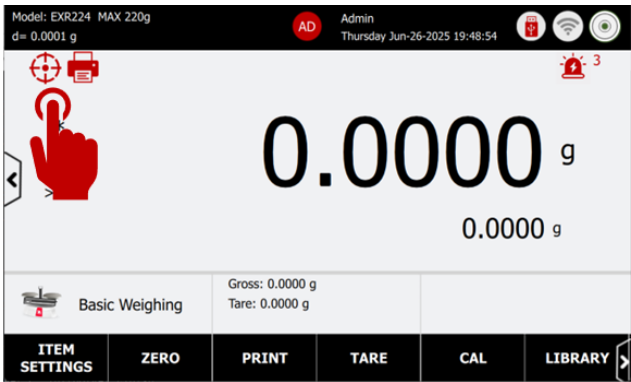 Model: EXR224 MAX 220g
d= 0.0001 g
AD
Admin
Thursday Jun-26-2025 19:48:54
3
0.0000 g
0.0000 g
Basic Weighing
Gross: 0.0000 g
Tare: 0.0000 g
ITEM
SETTINGS
ZERO
PRINT
TARE
CAL
LIBRARY